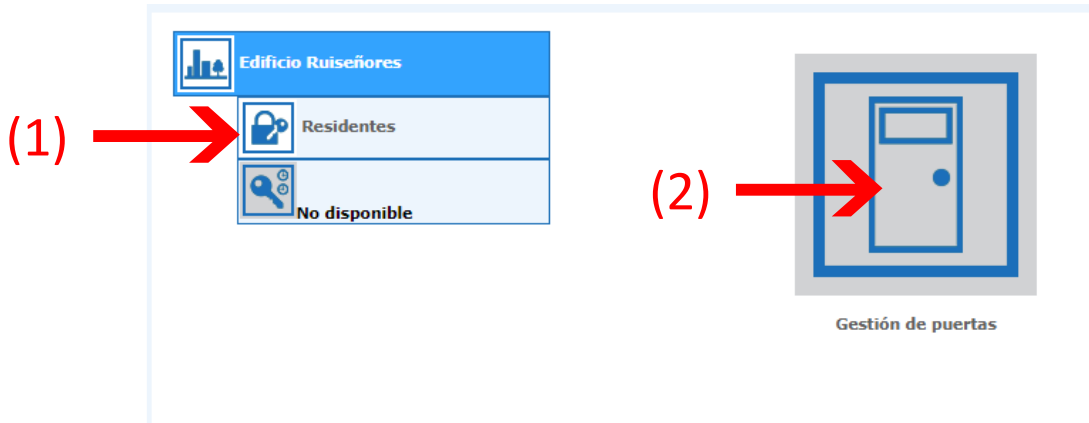 Edificio Ruiseñores
(1)
Residentes
No disponible
(2)
Gestión de puertas